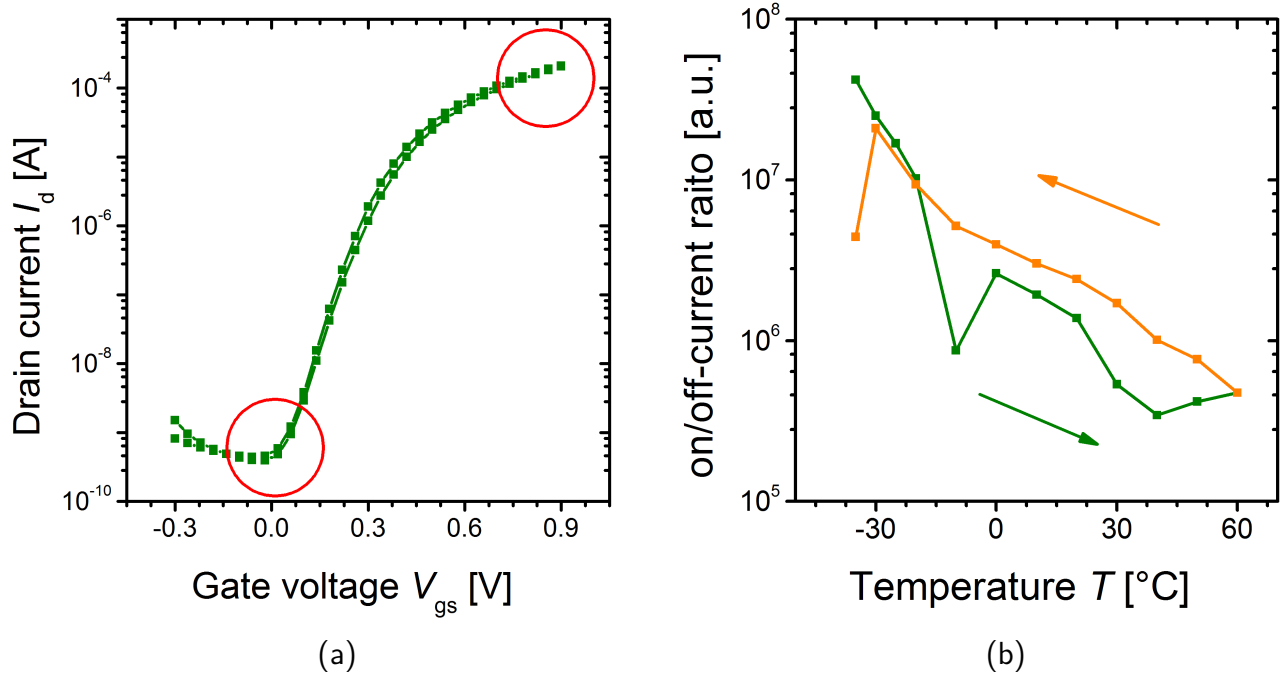 Drain current I_d [A]
10^-4
10^-6
10^-8
10^-10
-0.3 0.0 0.3 0.6 0.9
Gate voltage V_gs [V]
(a)
on/off-current raito [a.u.]
10^8
10^7
10^6
10^5
-30 0 30 60
Temperature T [°C]
(b)